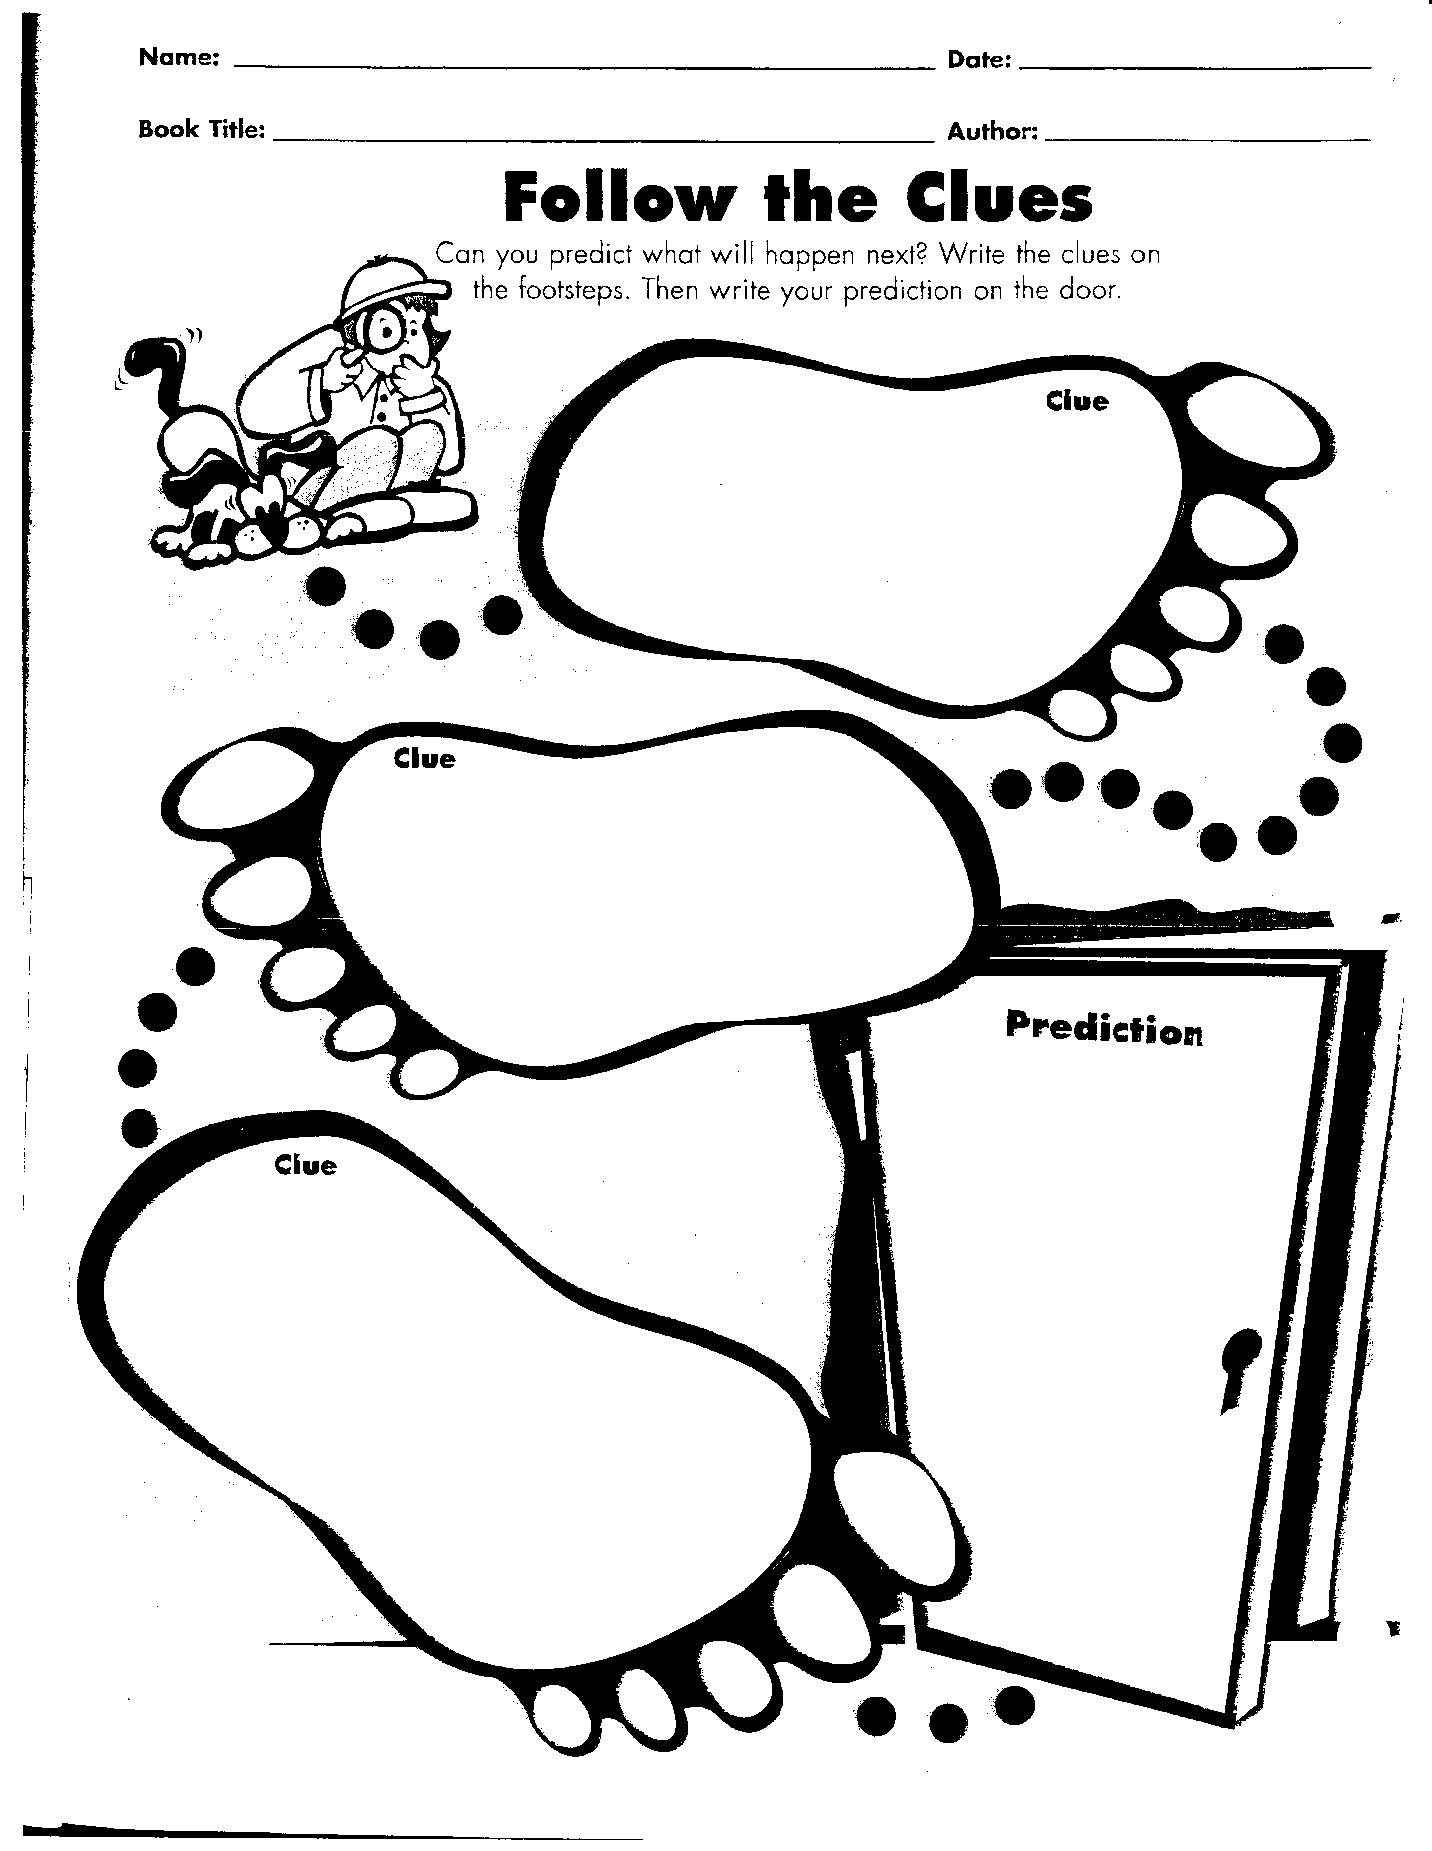 Name: Date:
Book Title: Author:
Follow the Clues
Can you predict what will happen next? Write the clues on
the footsteps. Then write your prediction on the door.
Clue
Clue
Prediction
Clue